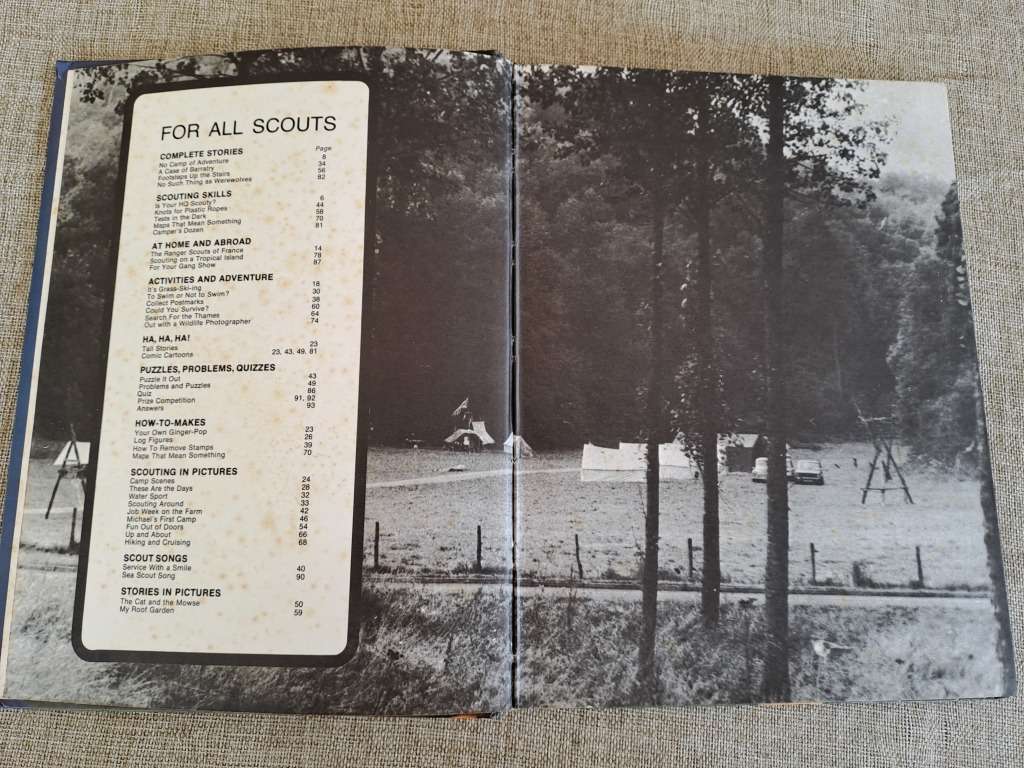 FOR ALL SCOUTS
COMPLETE STORIES Page
No Camp of Adventure 8
A Case of Barratry 34
Footsteps Up the Stairs 56
No Such Thing as Werewolves 82
SCOUTING SKILLS
Is Your HQ Scouty? 6
Knots for Plastic Ropes 44
Tests in the Dark 58
Maps That Mean Something 70
Camper's Dozen 81
AT HOME AND ABROAD
The Ranger Scouts of France 14
Scouting on a Tropical Island 78
For Your Gang Show 87
ACTIVITIES AND ADVENTURE
It's Grass-Ski-ing 18
To Swim or Not to Swim? 30
Collect Postmarks 38
Could You Survive? 60
Search For the Thames 64
Out with a Wildlife Photographer 74
HA, HA, HA!
Tall Stories 23
Comic Cartoons 23, 43, 49, 81
PUZZLES, PROBLEMS, QUIZZES
Puzzle It Out 43
Problems and Puzzles 49
Quiz 86
Prize Competition 91, 92
Answers 93
HOW-TO-MAKES
Your Own Ginger-Pop 23
Log Figures 26
How To Remove Stamps 39
Maps That Mean Something 70
SCOUTING IN PICTURES
Camp Scenes 24
These Are the Days 28
Water Sport 32
Scouting Around 33
Job Week on the Farm 42
Michael's First Camp 46
Fun Out of Doors 54
Up and About 66
Hiking and Cruising 68
SCOUT SONGS
Service With a Smile 40
Sea Scout Song 90
STORIES IN PICTURES
The Cat and the Mowse 50
My Roof Garden 59